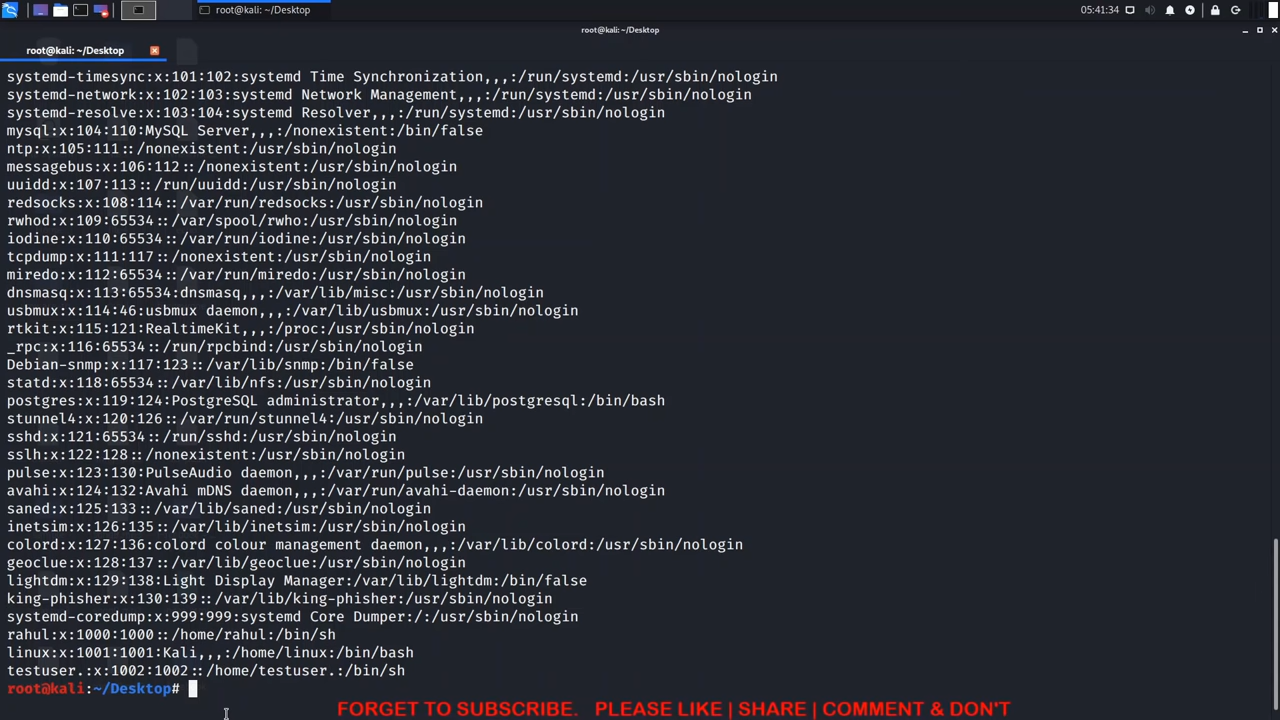 root@kali: ~/Desktop
05:41:34
root@kali: ~/Desktop
root@kali: ~/Desktop
systemd-timesync:x:101:102:systemd Time Synchronization,,,:/run/systemd:/usr/sbin/nologin
systemd-network:x:102:103:systemd Network Management,,,:/run/systemd:/usr/sbin/nologin
systemd-resolve:x:103:104:systemd Resolver,,,:/run/systemd:/usr/sbin/nologin
mysql:x:104:110:MySQL Server,,,:/nonexistent:/bin/false
ntp:x:105:111::/nonexistent:/usr/sbin/nologin
messagebus:x:106:112::/nonexistent:/usr/sbin/nologin
uuidd:x:107:113::/run/uuidd:/usr/sbin/nologin
redsocks:x:108:114::/var/run/redsocks:/usr/sbin/nologin
rwhod:x:109:65534::/var/spool/rwho:/usr/sbin/nologin
iodine:x:110:65534::/var/run/iodine:/usr/sbin/nologin
tcpdump:x:111:117::/nonexistent:/usr/sbin/nologin
miredo:x:112:65534::/var/run/miredo:/usr/sbin/nologin
dnsmasq:x:113:65534:dnsmasq,,,:/var/lib/misc:/usr/sbin/nologin
usbmux:x:114:46:usbmux daemon,,,:/var/lib/usbmux:/usr/sbin/nologin
rtkit:x:115:121:RealtimeKit,,,:/proc:/usr/sbin/nologin
_rpc:x:116:65534::/run/rpcbind:/usr/sbin/nologin
Debian-snmp:x:117:123::/var/lib/snmp:/bin/false
statd:x:118:65534::/var/lib/nfs:/usr/sbin/nologin
postgres:x:119:124:PostgreSQL administrator,,,:/var/lib/postgresql:/bin/bash
stunnel4:x:120:126::/var/run/stunnel4:/usr/sbin/nologin
sshd:x:121:65534::/run/sshd:/usr/sbin/nologin
sslh:x:122:128::/nonexistent:/usr/sbin/nologin
pulse:x:123:130:PulseAudio daemon,,,:/var/run/pulse:/usr/sbin/nologin
avahi:x:124:132:Avahi mDNS daemon,,,:/var/run/avahi-daemon:/usr/sbin/nologin
saned:x:125:133::/var/lib/saned:/usr/sbin/nologin
inetsim:x:126:135::/var/lib/inetsim:/usr/sbin/nologin
colord:x:127:136:colord colour management daemon,,,:/var/lib/colord:/usr/sbin/nologin
geoclue:x:128:137::/var/lib/geoclue:/usr/sbin/nologin
lightdm:x:129:138:Light Display Manager:/var/lib/lightdm:/bin/false
king-phisher:x:130:139::/var/lib/king-phisher:/usr/sbin/nologin
systemd-coredump:x:999:999:systemd Core Dumper:/:/usr/sbin/nologin
rahul:x:1000:1000::/home/rahul:/bin/sh
linux:x:1001:1001:Kali,,,:/home/linux:/bin/bash
testuser.:x:1002:1002::/home/testuser.:/bin/sh
root@kali:~/Desktop#
FORGET TO SUBSCRIBE. PLEASE LIKE | SHARE | COMMENT & DON'T